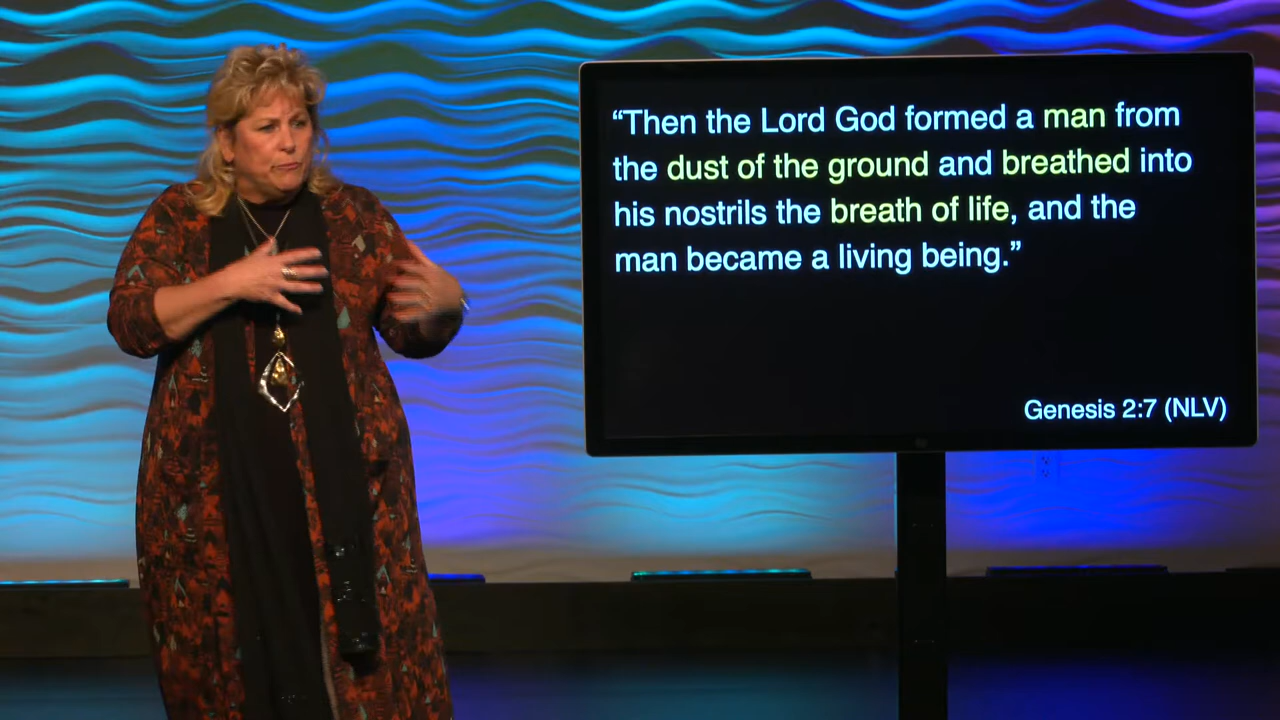 “Then the Lord God formed a man from
the dust of the ground and breathed into
his nostrils the breath of life, and the
man became a living being.”
Genesis 2:7 (NLV)